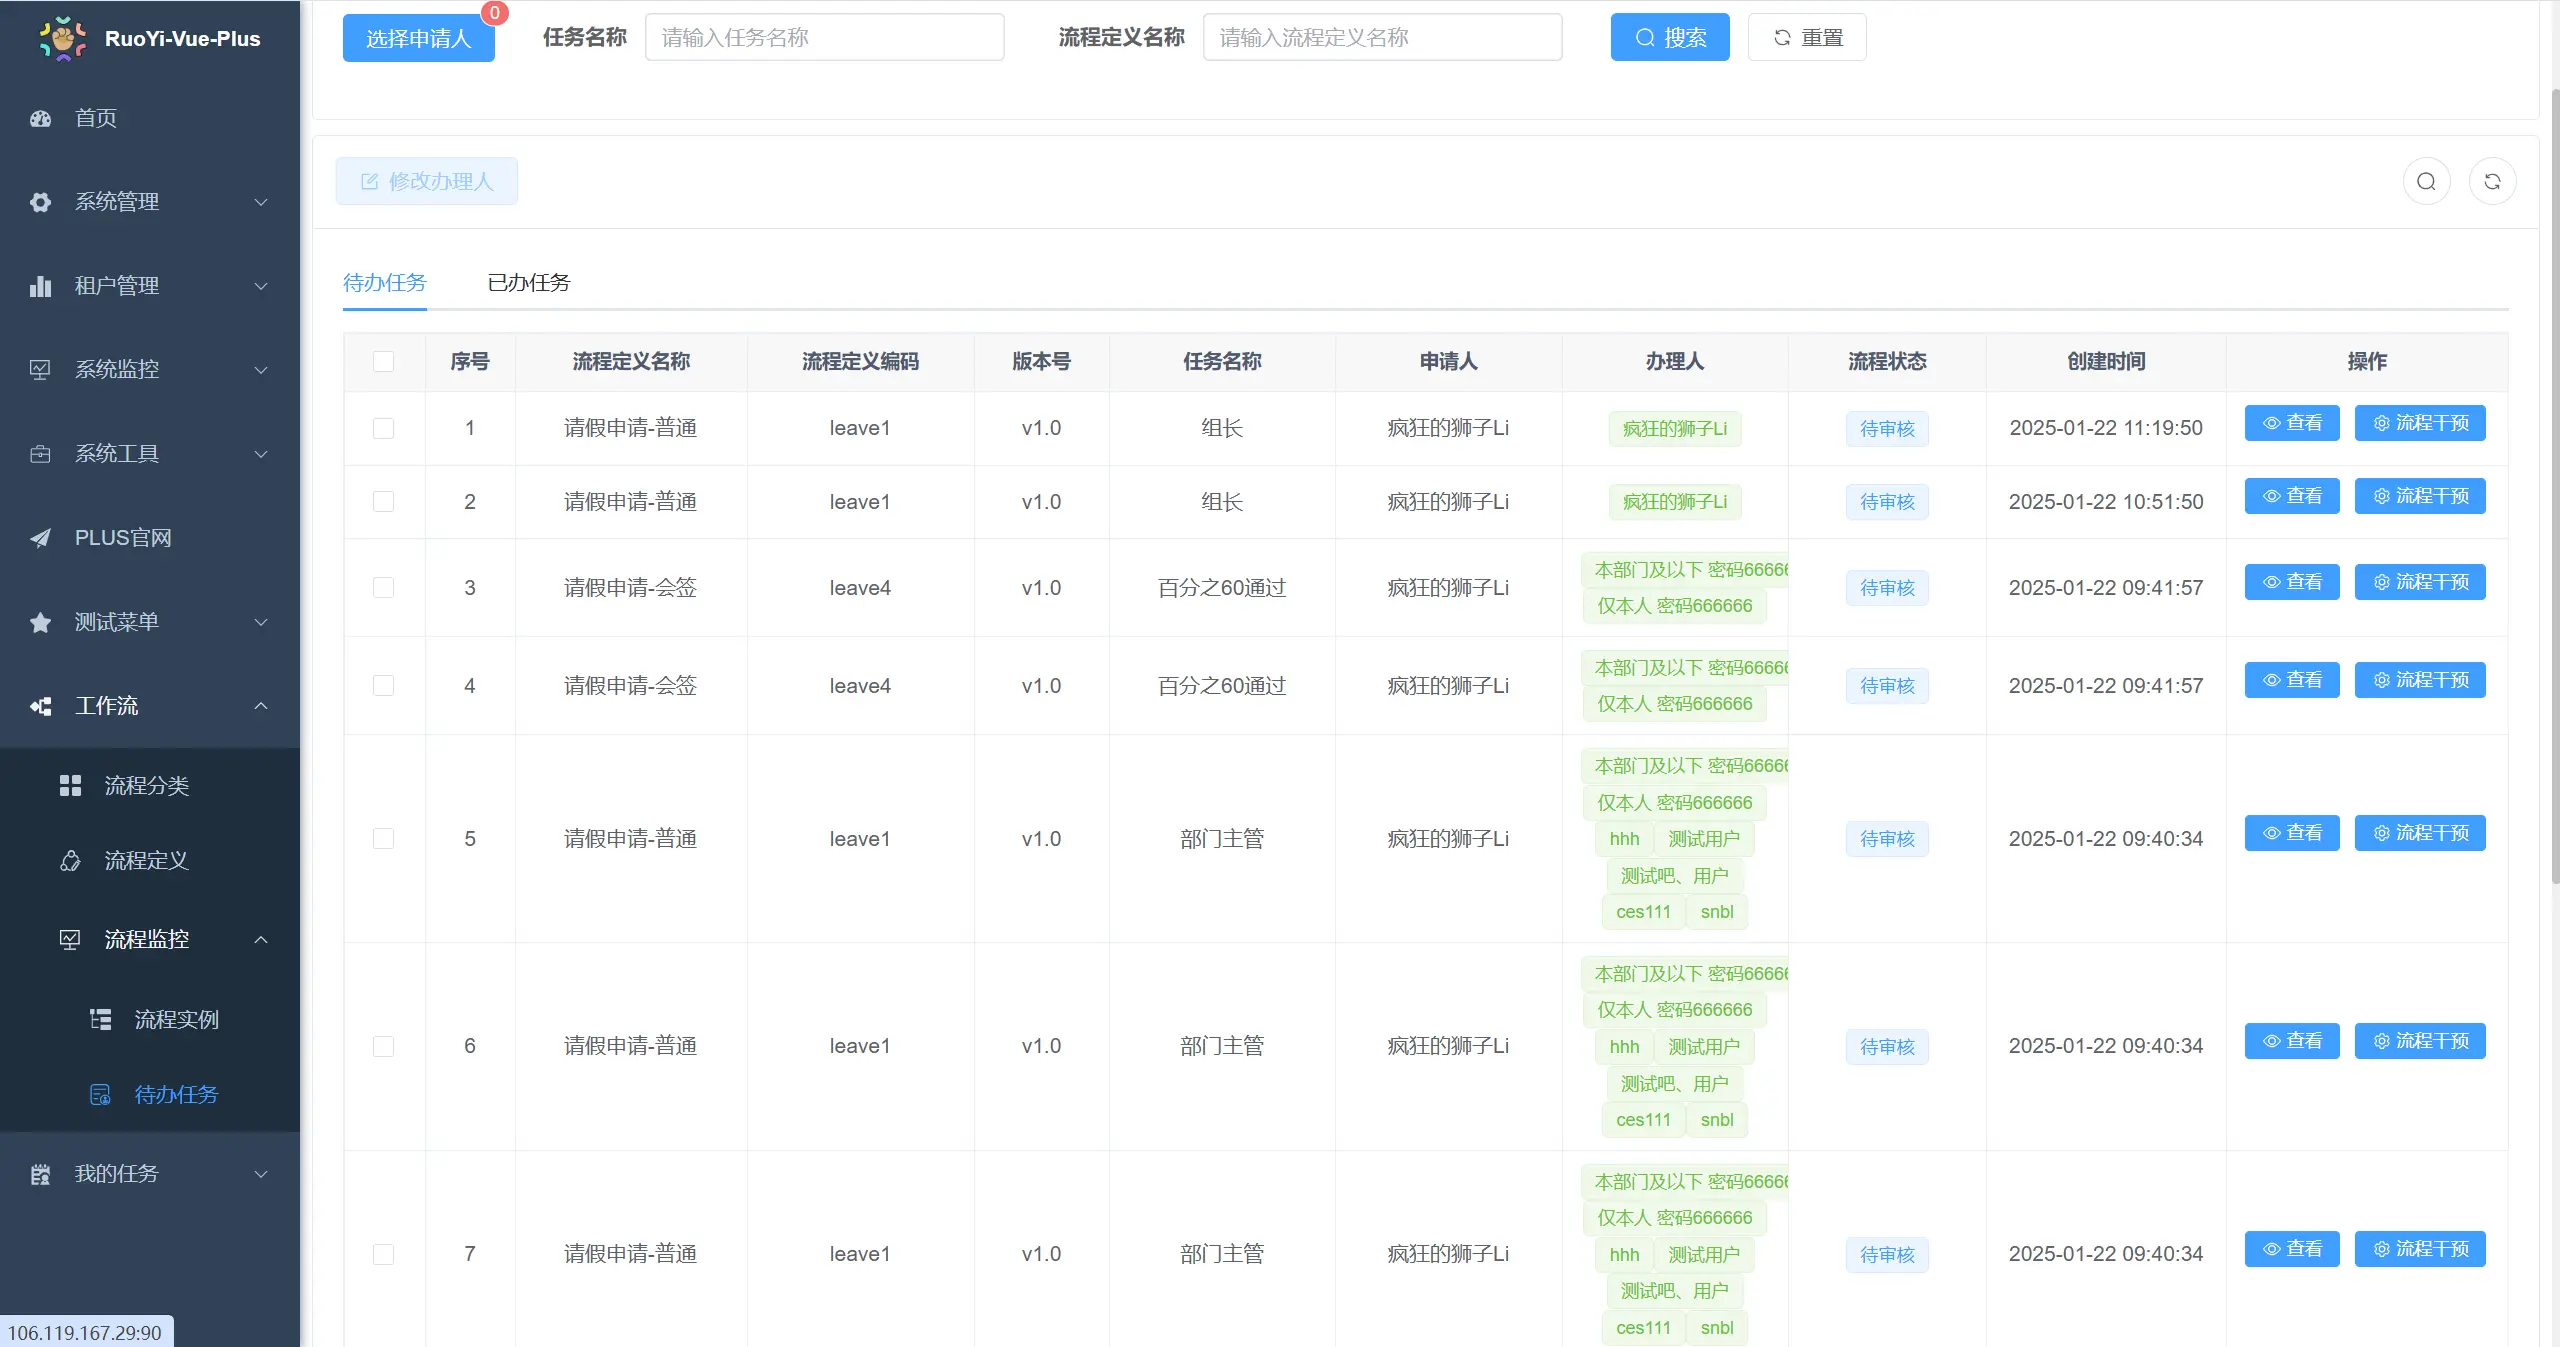 RuoYi-Vue-Plus
首页
系统管理
租户管理
系统监控
系统工具
PLUS官网
测试菜单
工作流
流程分类
流程定义
流程监控
流程实例
待办任务
我的任务
106.119.167.29:90
选择申请人 0 任务名称 请输入任务名称 流程定义名称 请输入流程定义名称 搜索 重置
修改办理人
待办任务 已办任务
序号 流程定义名称 流程定义编码 版本号 任务名称 申请人 办理人 流程状态 创建时间 操作
1 请假申请-普通 leave1 v1.0 组长 疯狂的狮子Li 疯狂的狮子Li 待审核 2025-01-22 11:19:50 查看 流程干预
2 请假申请-普通 leave1 v1.0 组长 疯狂的狮子Li 疯狂的狮子Li 待审核 2025-01-22 10:51:50 查看 流程干预
3 请假申请-会签 leave4 v1.0 百分之60通过 疯狂的狮子Li 本部门及以下 密码66666 待审核 2025-01-22 09:41:57 查看 流程干预
仅本人 密码666666
4 请假申请-会签 leave4 v1.0 百分之60通过 疯狂的狮子Li 本部门及以下 密码66666 待审核 2025-01-22 09:41:57 查看 流程干预
仅本人 密码666666
5 请假申请-普通 leave1 v1.0 部门主管 疯狂的狮子Li 本部门及以下 密码66666 待审核 2025-01-22 09:40:34 查看 流程干预
仅本人 密码666666
hhh 测试用户
测试吧、用户
ces111 snbl
6 请假申请-普通 leave1 v1.0 部门主管 疯狂的狮子Li 本部门及以下 密码66666 待审核 2025-01-22 09:40:34 查看 流程干预
仅本人 密码666666
hhh 测试用户
测试吧、用户
ces111 snbl
7 请假申请-普通 leave1 v1.0 部门主管 疯狂的狮子Li 本部门及以下 密码66666 待审核 2025-01-22 09:40:34 查看 流程干预
仅本人 密码666666
hhh 测试用户
测试吧、用户
ces111 snbl